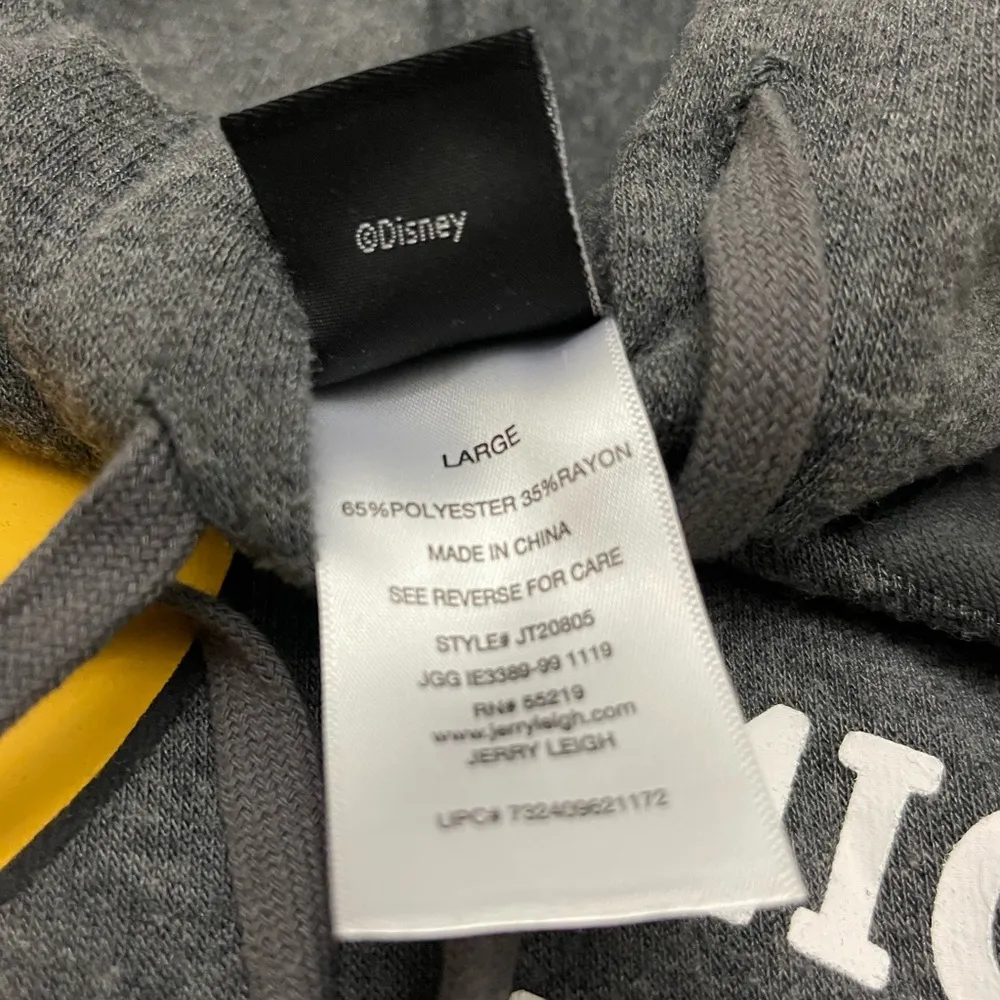 ©Disney
LARGE
65%POLYESTER 35%RAYON
MADE IN CHINA
SEE REVERSE FOR CARE
STYLE# JT20805
JGG IE3389-99 1119
RN# 55219
www.jerryleigh.com
JERRY LEIGH
UPC# 732409621172